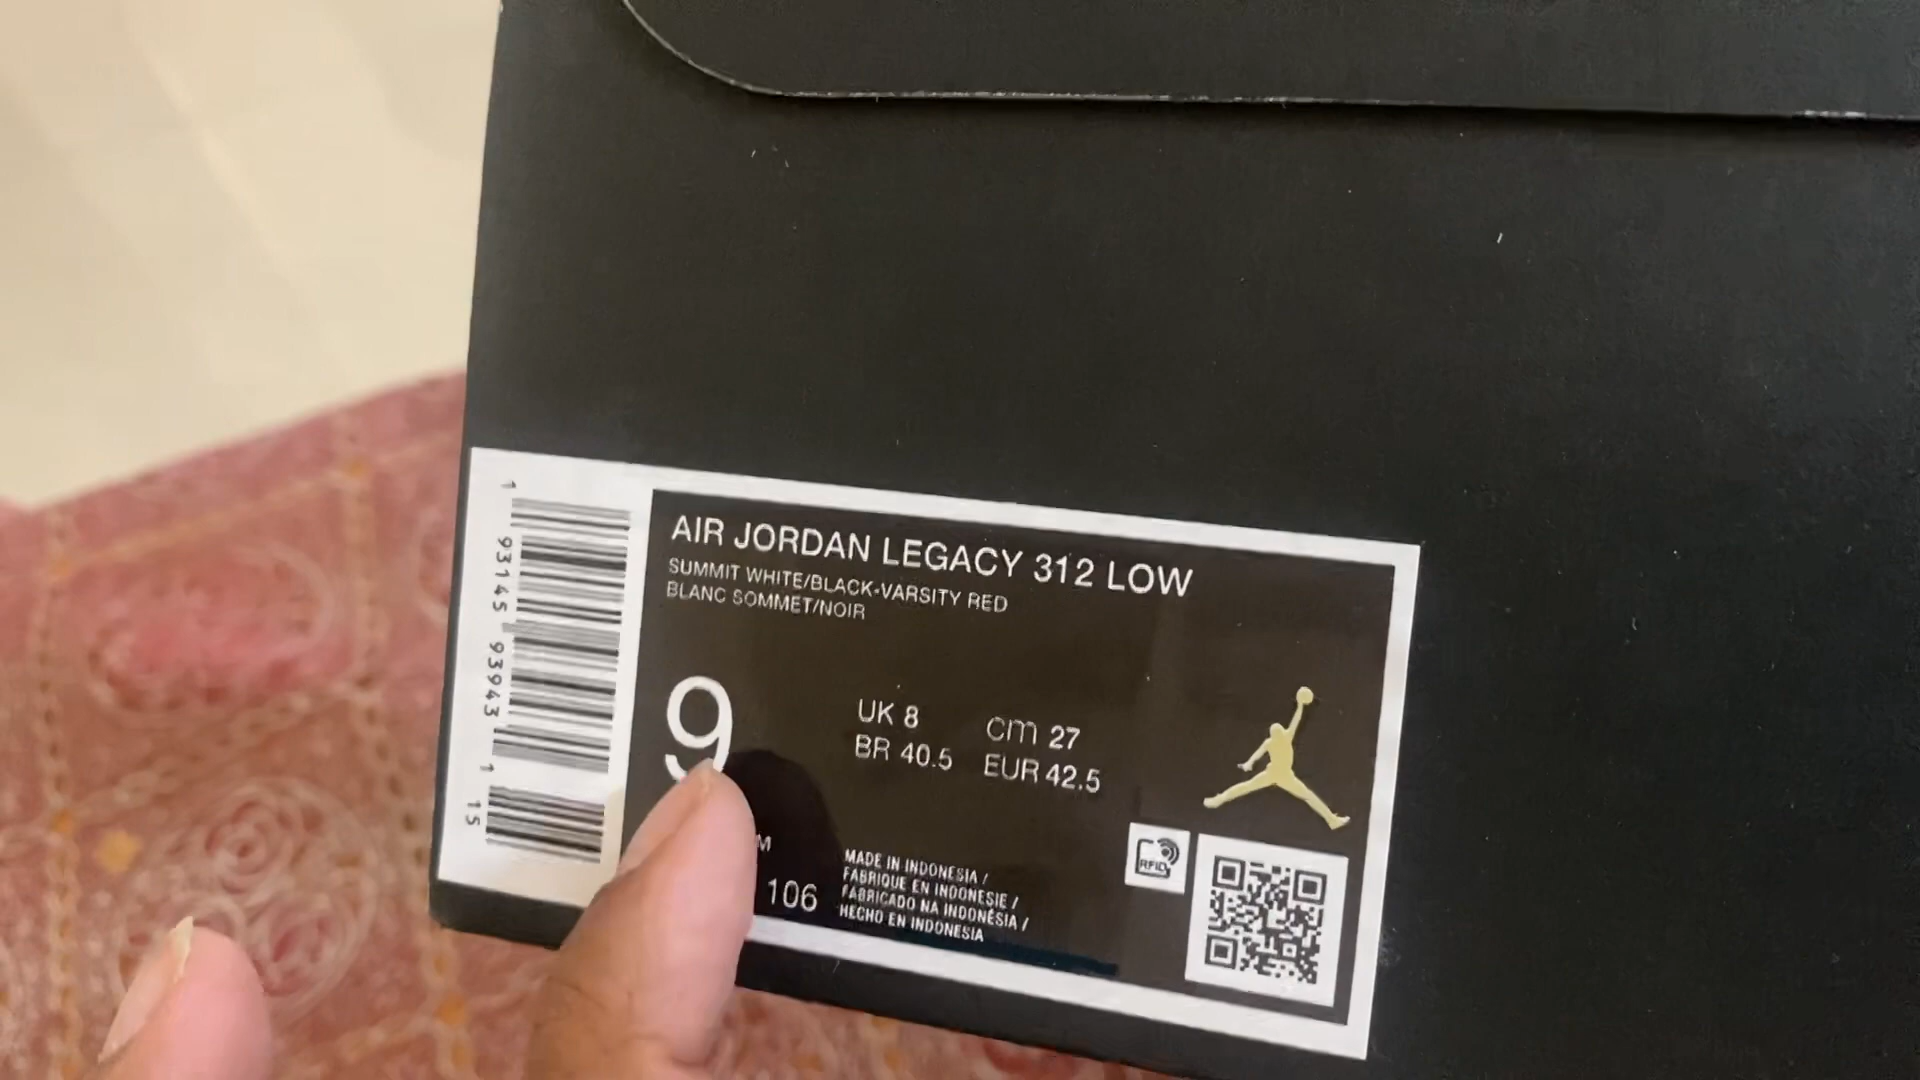 1 93145 93943 1
15
AIR JORDAN LEGACY 312 LOW
SUMMIT WHITE/BLACK-VARSITY RED
BLANC SOMMET/NOIR
9
UK 8
cm 27
BR 40.5
EUR 42.5
M
106
MADE IN INDONESIA /
FABRIQUE EN INDONESIE /
FABRICADO NA INDONÉSIA /
HECHO EN INDONESIA
RFID